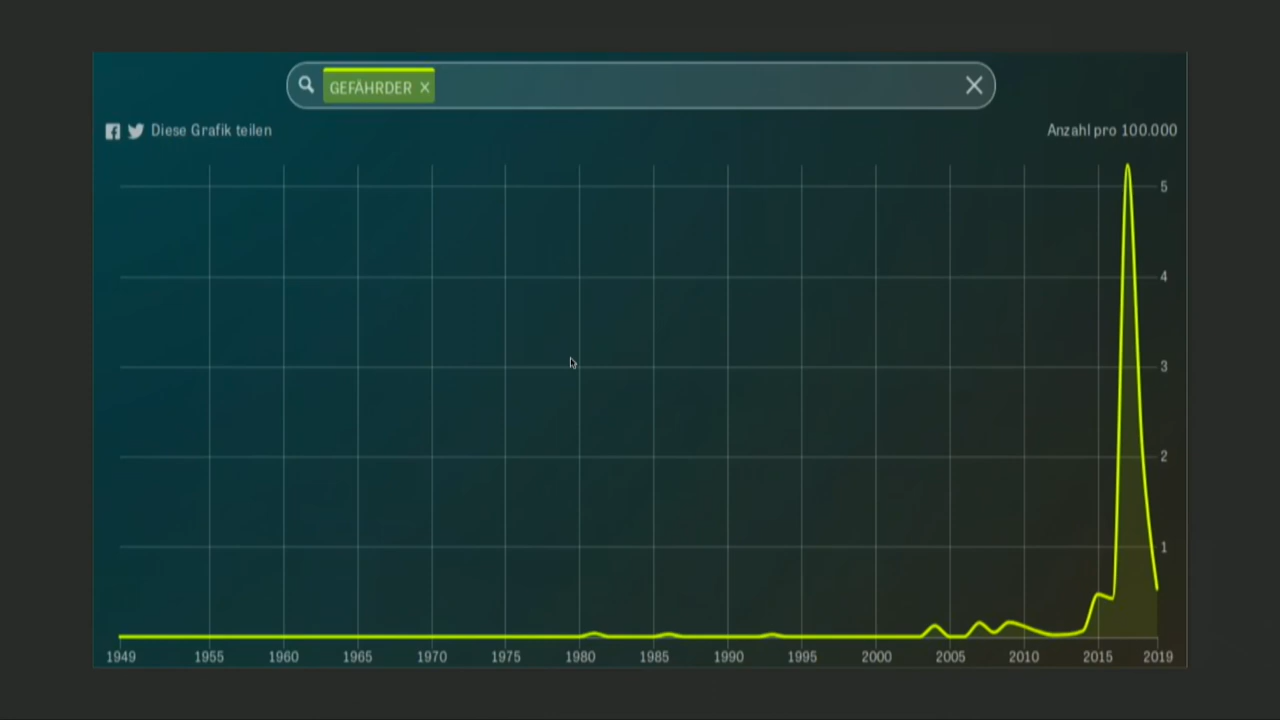 GEFÄHRDER ×
Diese Grafik teilen
Anzahl pro 100.000
5
4
3
2
1
1949 1955 1960 1965 1970 1975 1980 1985 1990 1995 2000 2005 2010 2015 2019